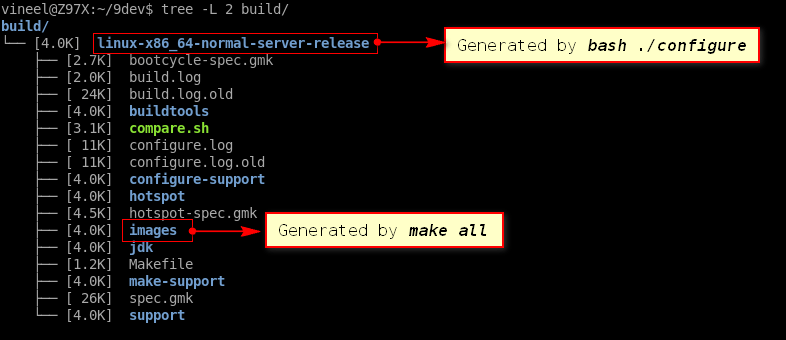 vineel@Z97X:~/9dev$ tree -L 2 build/
build/
└── [4.0K]  linux-x86_64-normal-server-release
Generated by bash ./configure
    ├── [2.7K]  bootcycle-spec.gmk
    ├── [2.0K]  build.log
    ├── [ 24K]  build.log.old
    ├── [4.0K]  buildtools
    ├── [3.1K]  compare.sh
    ├── [ 11K]  configure.log
    ├── [ 11K]  configure.log.old
    ├── [4.0K]  configure-support
    ├── [4.0K]  hotspot
    ├── [4.5K]  hotspot-spec.gmk
    ├── [4.0K]  images
Generated by make all
    ├── [4.0K]  jdk
    ├── [1.2K]  Makefile
    ├── [4.0K]  make-support
    ├── [ 26K]  spec.gmk
    └── [4.0K]  support